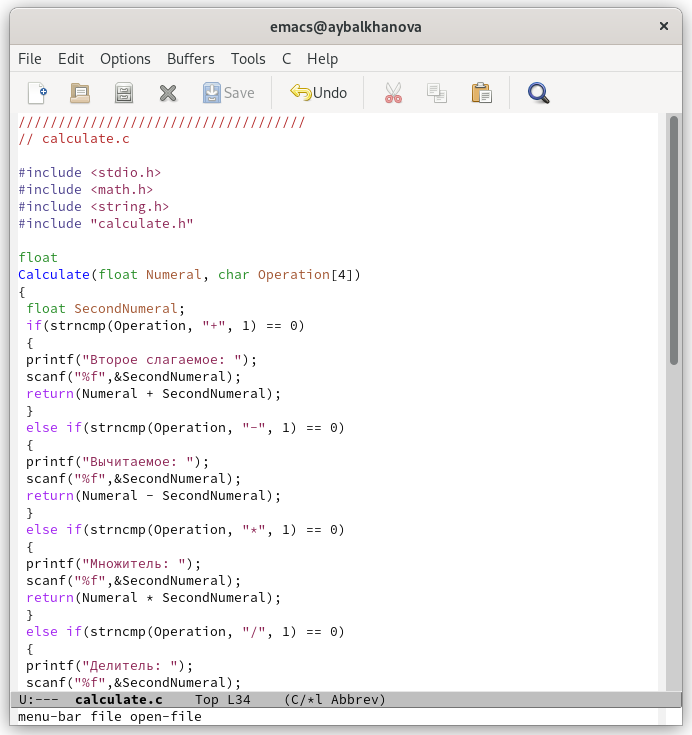 emacs@aybalkhanova
File Edit Options Buffers Tools C Help
Save Undo
////////////////////////////////////
// calculate.c
#include <stdio.h>
#include <math.h>
#include <string.h>
#include "calculate.h"
float
Calculate(float Numeral, char Operation[4])
{
float SecondNumeral;
if(strncmp(Operation, "+", 1) == 0)
{
printf("Второе слагаемое: ");
scanf("%f",&SecondNumeral);
return(Numeral + SecondNumeral);
}
else if(strncmp(Operation, "-", 1) == 0)
{
printf("Вычитаемое: ");
scanf("%f",&SecondNumeral);
return(Numeral - SecondNumeral);
}
else if(strncmp(Operation, "*", 1) == 0)
{
printf("Множитель: ");
scanf("%f",&SecondNumeral);
return(Numeral * SecondNumeral);
}
else if(strncmp(Operation, "/", 1) == 0)
{
printf("Делитель: ");
scanf("%f",&SecondNumeral);
U:--- calculate.c Top L34 (C/*l Abbrev)
menu-bar file open-file